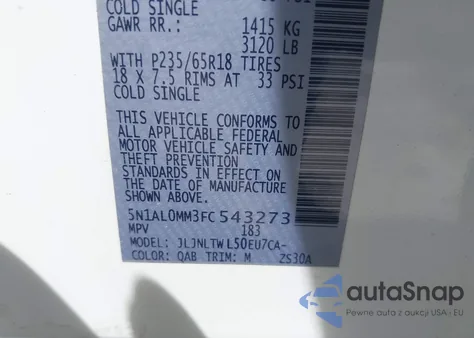 COLD SINGLE
GAWR RR.: 1415 KG
3120 LB
WITH P235/65R18 TIRES
18 X 7.5 RIMS AT 33 PSI
COLD SINGLE
THIS VEHICLE CONFORMS TO
ALL APPLICABLE FEDERAL
MOTOR VEHICLE SAFETY AND
THEFT PREVENTION
STANDARDS IN EFFECT ON THE
DATE OF MANUFACTURE
SHOWN ABOVE.
5N1AL0MM3FC543273
MPV 183
MODEL: JLJNLTWL50EU7CA-
COLOR: QAB TRIM: M ZS30A
autoSnap
Pewne auta z aukcji USA - EU